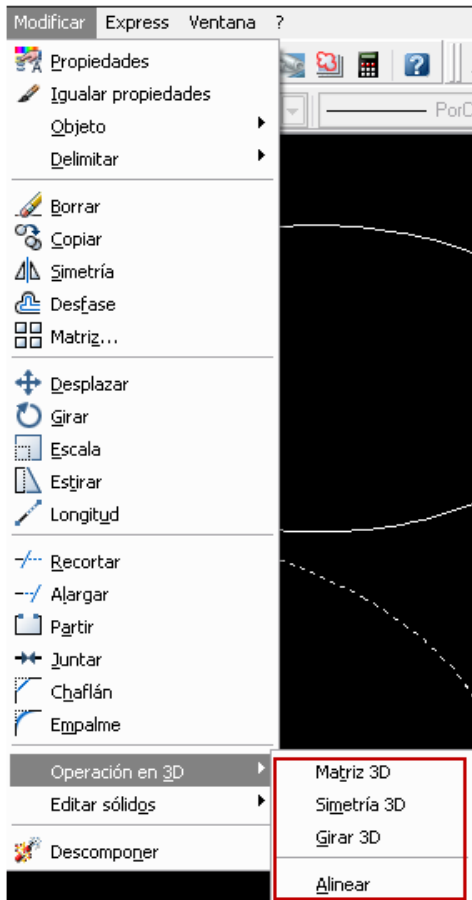 Modificar Express Ventana ?
Propiedades
Igualar propiedades
PorC
Objeto
Delimitar
Borrar
Copiar
Simetría
Desfase
Matriz...
Desplazar
Girar
Escala
Estirar
Longitud
Recortar
Alargar
Partir
Juntar
Chaflán
Empalme
Operación en 3D
Matriz 3D
Editar sólidos
Simetría 3D
Girar 3D
Descomponer
Alinear